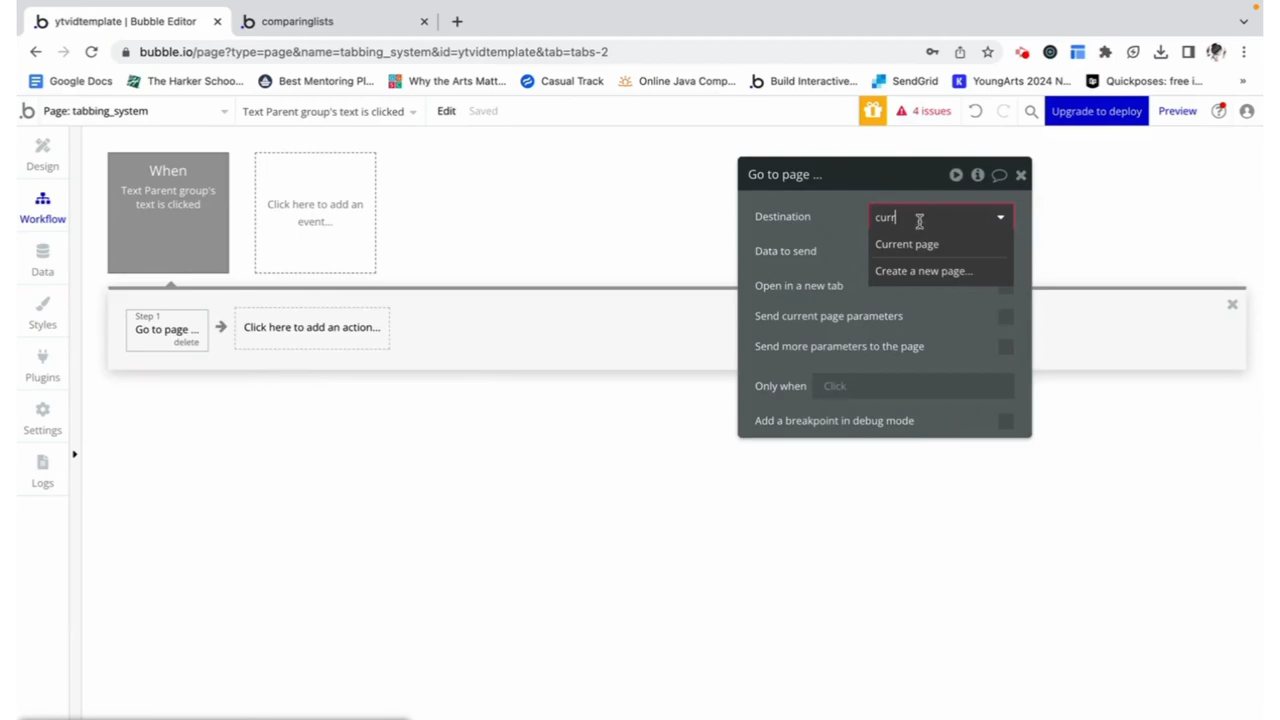 ytvidtemplate | Bubble Editor
comparinglists
bubble.io/page?type=page&name=tabbing_system&id=ytvidtemplate&tab=tabs-2
Google Docs
The Harker Schoo...
Best Mentoring Pl...
Why the Arts Matt...
Casual Track
Online Java Comp...
Build Interactive...
SendGrid
YoungArts 2024 N...
Quickposes: free i...
»
Page: tabbing_system
Text Parent group's text is clicked
Edit
Saved
4 issues
Upgrade to deploy
Preview
Design
Workflow
Data
Styles
Plugins
Settings
Logs
When
Text Parent group's
text is clicked
Click here to add an
event...
Step 1
Go to page ...
delete
Click here to add an action...
Go to page ...
Destination
curr
Current page
Create a new page...
Data to send
Open in a new tab
Send current page parameters
Send more parameters to the page
Only when
Click
Add a breakpoint in debug mode